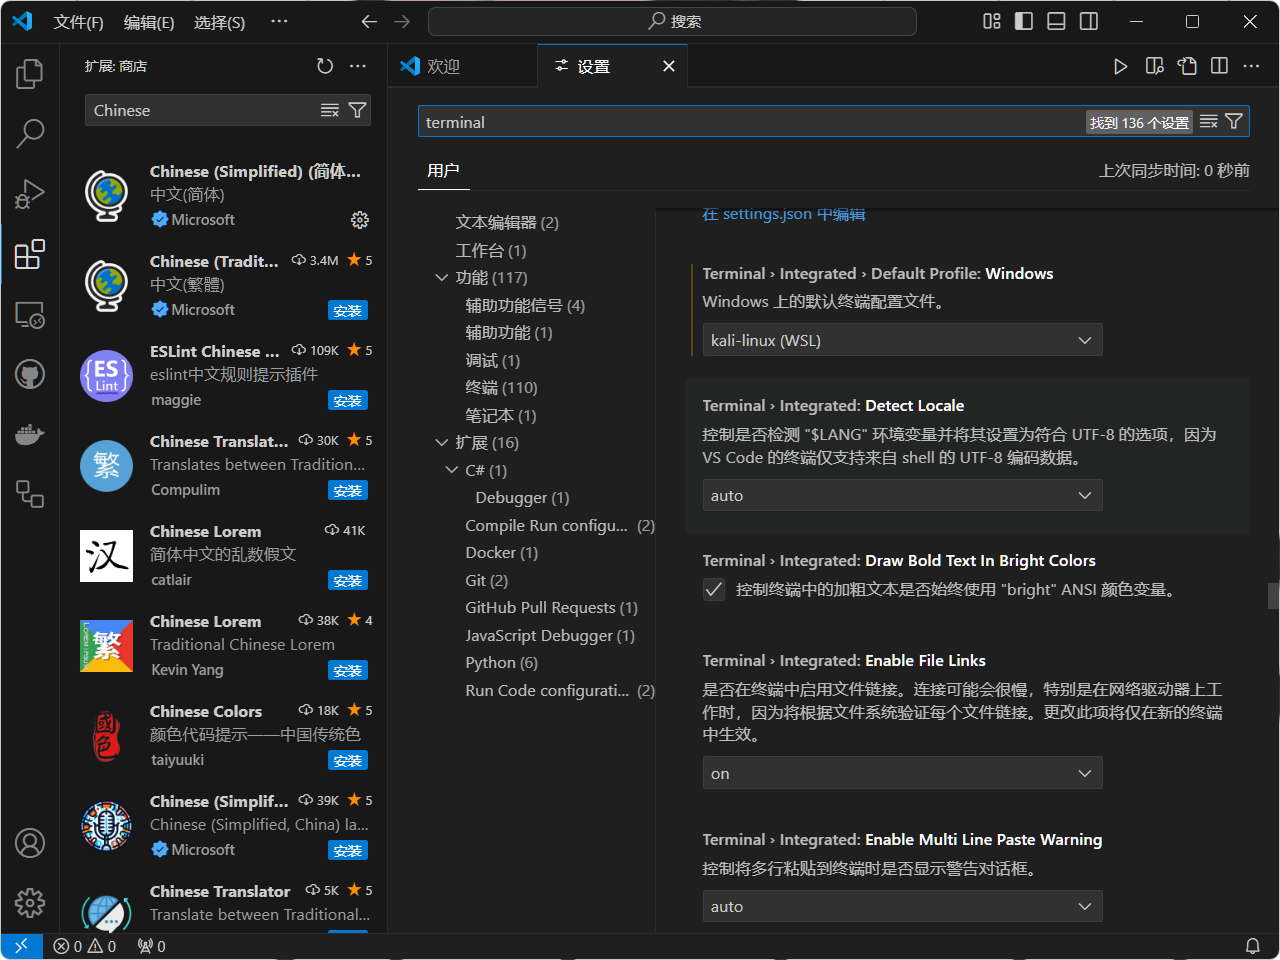 文件(F) 编辑(E) 选择(S) ··· 搜索
扩展: 商店
Chinese
Chinese (Simplified) (简体...
中文(简体)
Microsoft
Chinese (Tradit... 3.4M 5
中文(繁體)
Microsoft 安装
ESLint Chinese ... 109K 5
eslint中文规则提示插件
maggie 安装
Chinese Translat... 30K 5
Translates between Tradition...
Compulim 安装
Chinese Lorem 41K
简体中文的乱数假文
catlair 安装
Chinese Lorem 38K 4
Traditional Chinese Lorem
Kevin Yang 安装
Chinese Colors 18K 5
颜色代码提示——中国传统色
taiyuuki 安装
Chinese (Simplif... 39K 5
Chinese (Simplified, China) la...
Microsoft 安装
Chinese Translator 5K 5
Translate between Traditional...
{ES Lint}
繁
汉
繁
國色
欢迎 设置
terminal 找到 136 个设置
用户 上次同步时间: 0 秒前
文本编辑器 (2)
工作台 (1)
功能 (117)
辅助功能信号 (4)
辅助功能 (1)
调试 (1)
终端 (110)
笔记本 (1)
扩展 (16)
C# (1)
Debugger (1)
Compile Run configu... (2)
Docker (1)
Git (2)
GitHub Pull Requests (1)
JavaScript Debugger (1)
Python (6)
Run Code configurati... (2)
在 settings.json 中编辑
Terminal › Integrated › Default Profile: Windows
Windows 上的默认终端配置文件。
kali-linux (WSL)
Terminal › Integrated: Detect Locale
控制是否检测 "$LANG" 环境变量并将其设置为符合 UTF-8 的选项，因为
VS Code 的终端仅支持来自 shell 的 UTF-8 编码数据。
auto
Terminal › Integrated: Draw Bold Text In Bright Colors
控制终端中的加粗文本是否始终使用 "bright" ANSI 颜色变量。
Terminal › Integrated: Enable File Links
是否在终端中启用文件链接。连接可能会很慢，特别是在网络驱动器上工
作时，因为将根据文件系统验证每个文件链接。更改此项将仅在新的终端
中生效。
on
Terminal › Integrated: Enable Multi Line Paste Warning
控制将多行粘贴到终端时是否显示警告对话框。
auto
0 0 0